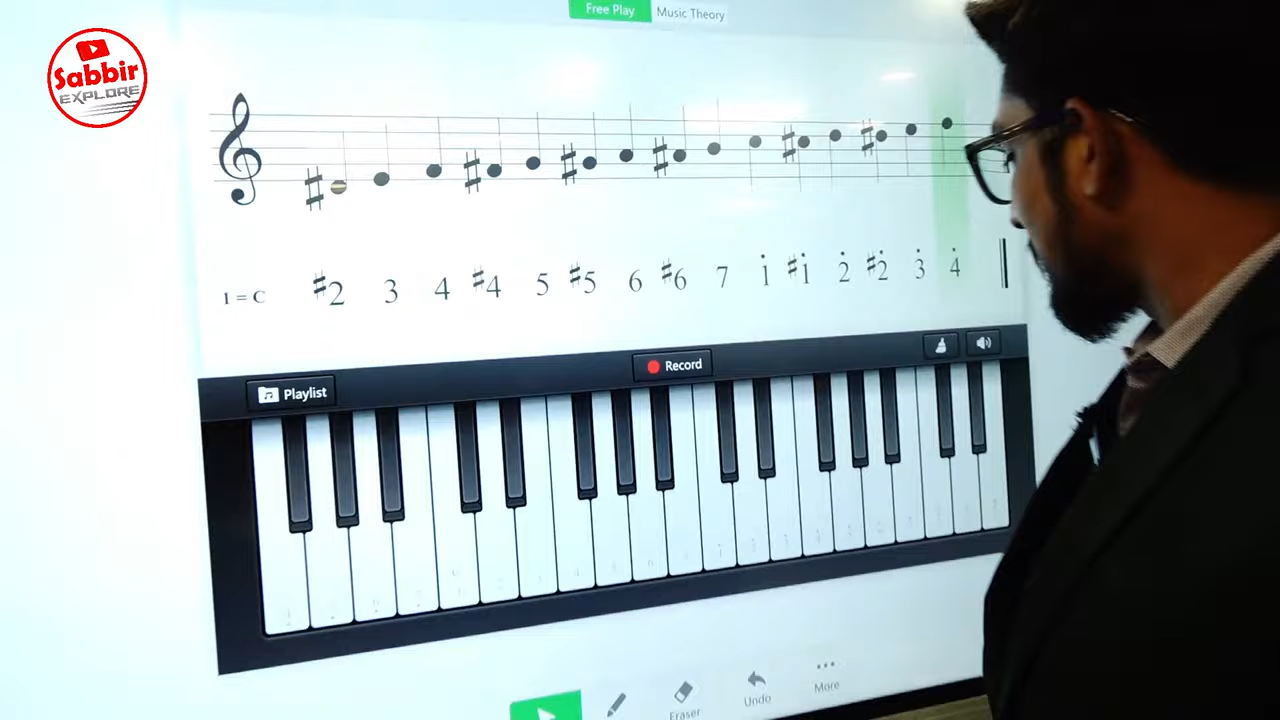 Free Play Music Theory
Sabbir
EXPLORE
1 = C #2 3 4 #4 5 #5 6 #6 7 1̇ #1̇ 2̇ #2̇ 3̇ 4̇
Playlist Record
Eraser Undo More